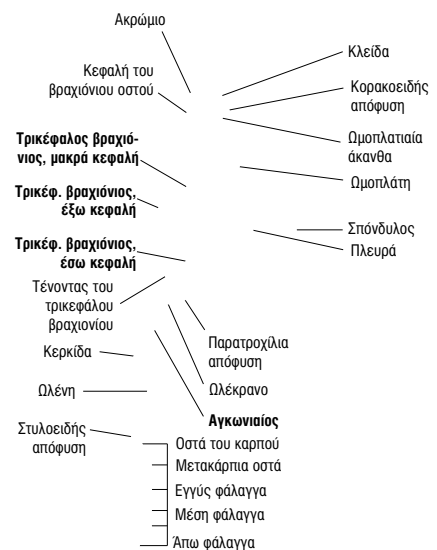 Ακρώμιο
Κεφαλή του
βραχιόνιου οστού
Τρικέφαλος βραχιό-
νιος, μακρά κεφαλή
Τρικέφ. βραχιόνιος,
έξω κεφαλή
Τρικέφ. βραχιόνιος,
έσω κεφαλή
Τένοντας του
τρικεφάλου
βραχιονίου
Κερκίδα
Ωλένη
Στυλοειδής
απόφυση
Κλείδα
Κορακοειδής
απόφυση
Ωμοπλατιαία
άκανθα
Ωμοπλάτη
Σπόνδυλος
Πλευρά
Παρατροχίλια
απόφυση
Ωλέκρανο
Αγκωνιαίος
Οστά του καρπού
Μετακάρπια οστά
Εγγύς φάλαγγα
Μέση φάλαγγα
Άπω φάλαγγα